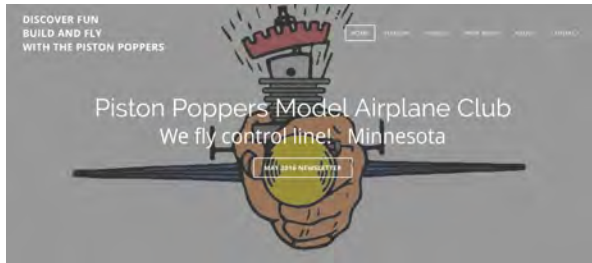 DISCOVER FUN
BUILD AND FLY
WITH THE PISTON POPPERS
HOME
CONTACT
Piston Poppers Model Airplane Club
We fly control line! Minnesota
MAY 2016 NEWSLETTER